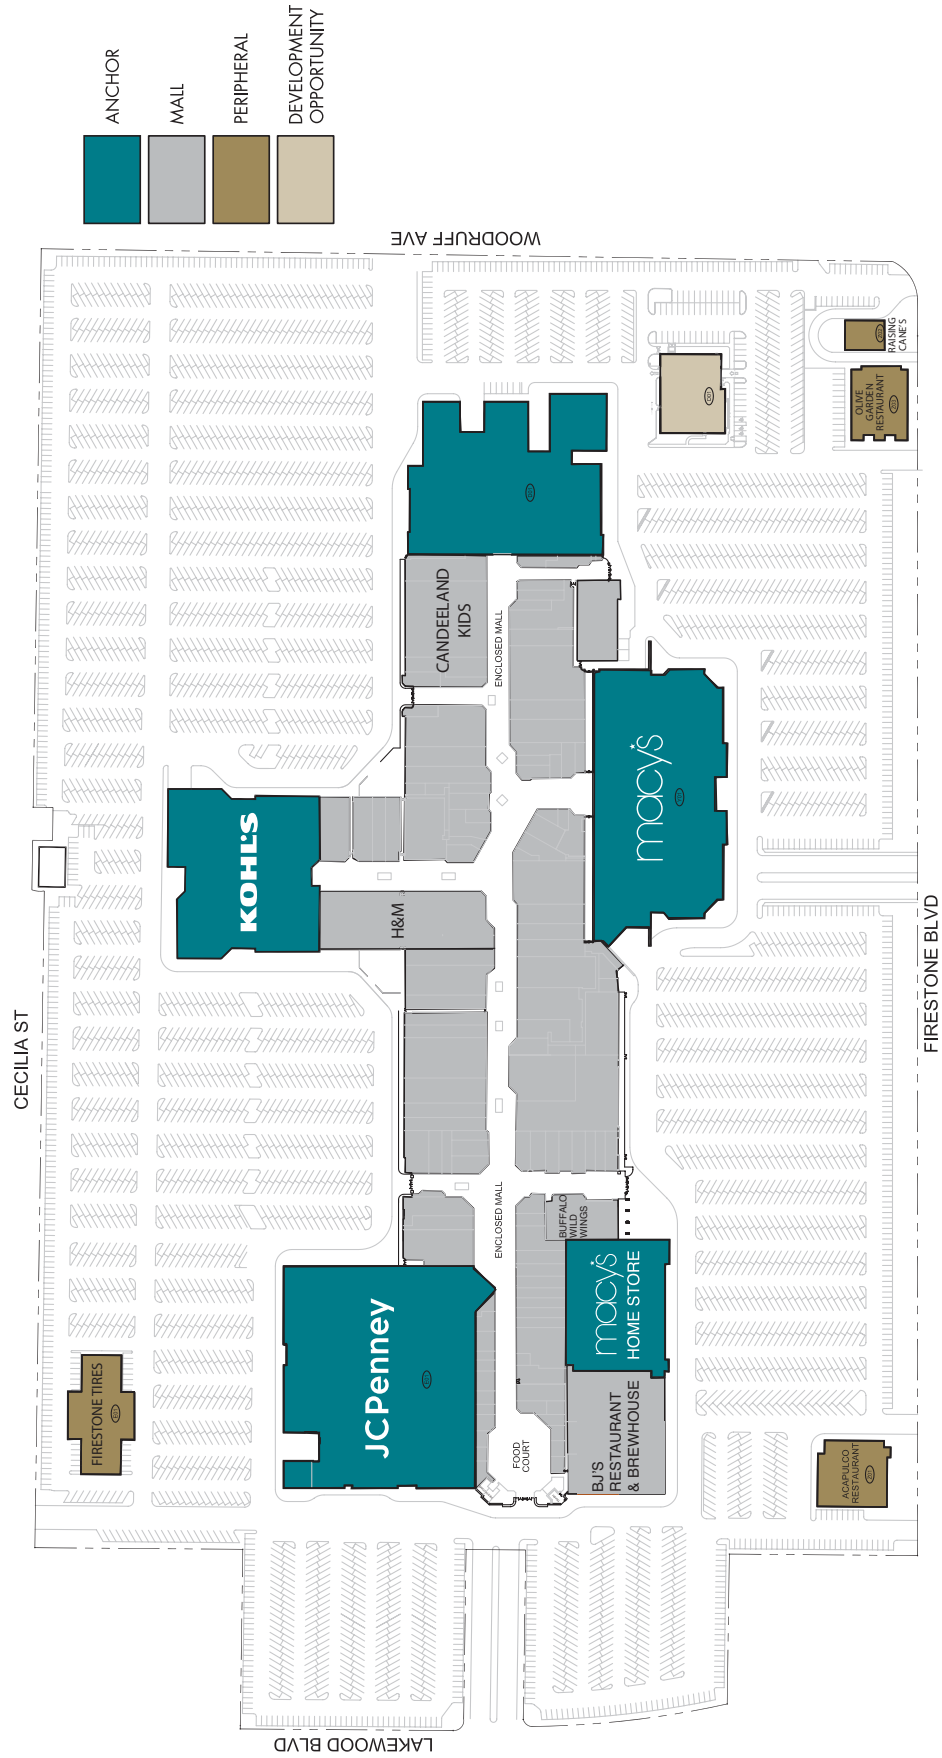 ANCHOR
MALL
PERIPHERAL
DEVELOPMENT
OPPORTUNITY
WOODRUFF AVE
CECILIA ST
FIRESTONE BLVD
LAKEWOOD BLVD
RAISING
CANE'S
OLIVE
GARDEN
RESTAURANT
CANDEELAND
KIDS
ENCLOSED MALL
macy's
KOHL'S
H&M
ENCLOSED MALL
BUFFALO
WILD
WINGS
macy's
HOME STORE
JCPenney
FIRESTONE TIRES
FOOD
COURT
BJ'S
RESTAURANT
& BREWHOUSE
ACAPULCO
RESTAURANT